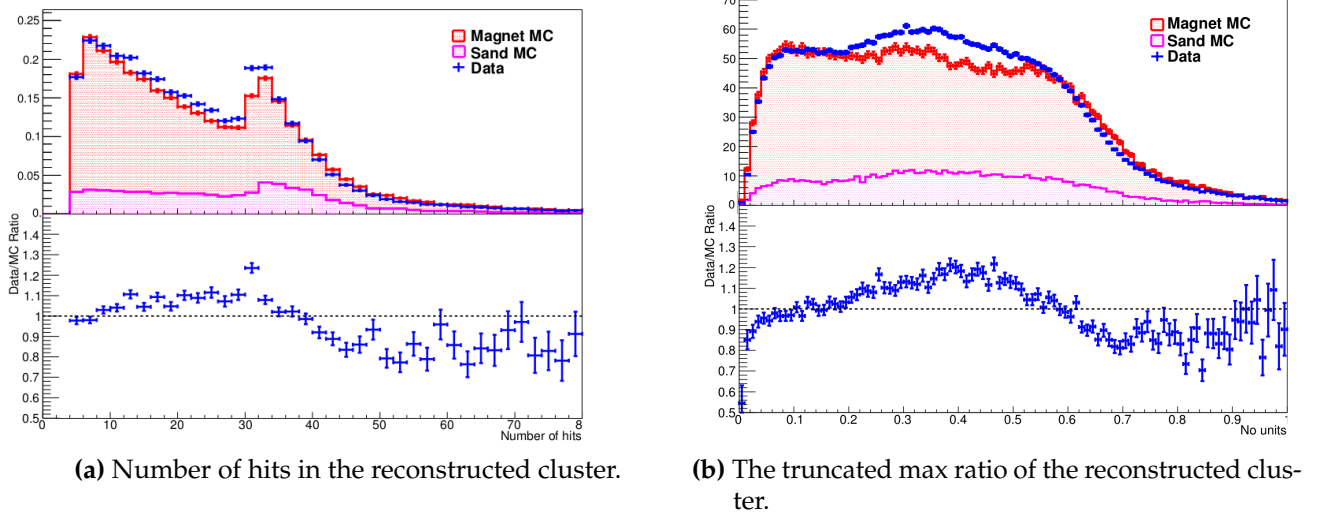 0.25
0.2
0.15
0.1
0.05
0.
Magnet MC
Sand MC
Data
Data/MC Ratio
1.4
1.3
1.2
1.1
1
0.9
0.8
0.7
0.6
0.5
0 10 20 30 40 50 60 70 8
Number of hits
(a) Number of hits in the reconstructed cluster.
70
60
50
40
30
20
10
0
Magnet MC
Sand MC
Data
Data/MC Ratio
1.4
1.3
1.2
1.1
1
0.9
0.8
0.7
0.6
0.5
0 0.1 0.2 0.3 0.4 0.5 0.6 0.7 0.8 0.9
No units
(b) The truncated max ratio of the reconstructed clus-
ter.